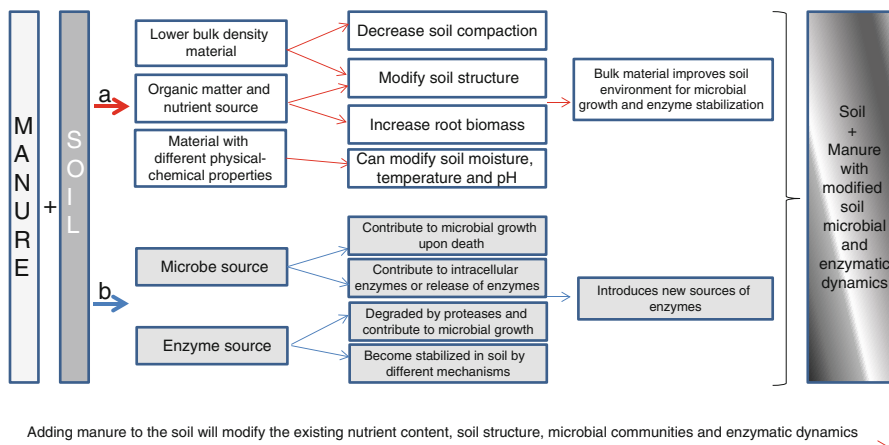 MANURE
+
SOIL
a
Lower bulk density
material
Organic matter and
nutrient source
Material with
different physical-
chemical properties
Decrease soil compaction
Modify soil structure
Increase root biomass
Can modify soil moisture,
temperature and pH
Bulk material improves soil
environment for microbial
growth and enzyme stabilization
b
Microbe source
Enzyme source
Contribute to microbial growth
upon death
Contribute to intracellular
enzymes or release of enzymes
Degraded by proteases and
contribute to microbial growth
Become stabilized in soil by
different mechanisms
Introduces new sources of
enzymes
Soil
+
Manure
with
modified
soil
microbial
and
enzymatic
dynamics
Adding manure to the soil will modify the existing nutrient content, soil structure, microbial communities and enzymatic dynamics